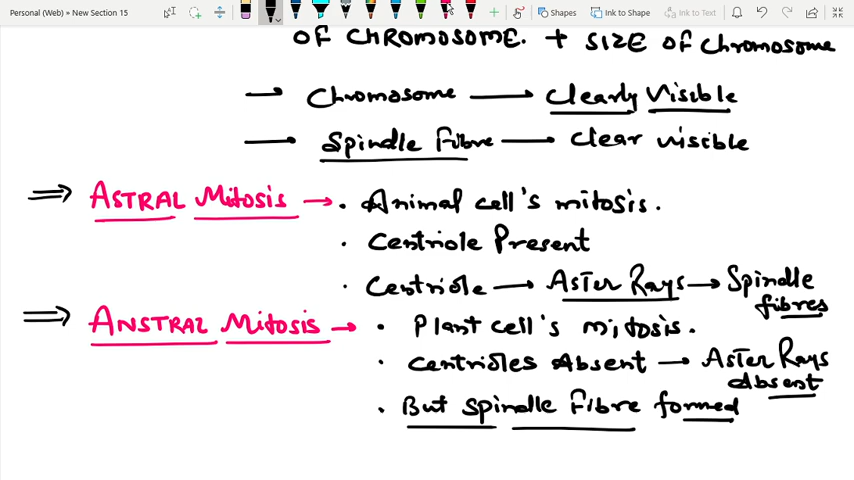 Personal (Web) » New Section 15
Shapes
Ink to Shape
Ink to Text
OF CHROMOSOME. + SIZE OF Chromosome
→ Chromosome → Clearly Visible
→ Spindle Fibre → Clear visible
⇒ ASTRAL Mitosis → • Animal cell's mitosis.
• Centriole Present
• Centriole → ASTER RAYS → Spindle
fibres
⇒ ANSTRAL Mitosis → • Plant cell's mitosis.
• Centrioles Absent → ASTER RAYS
Absent
• But Spindle Fibre formed